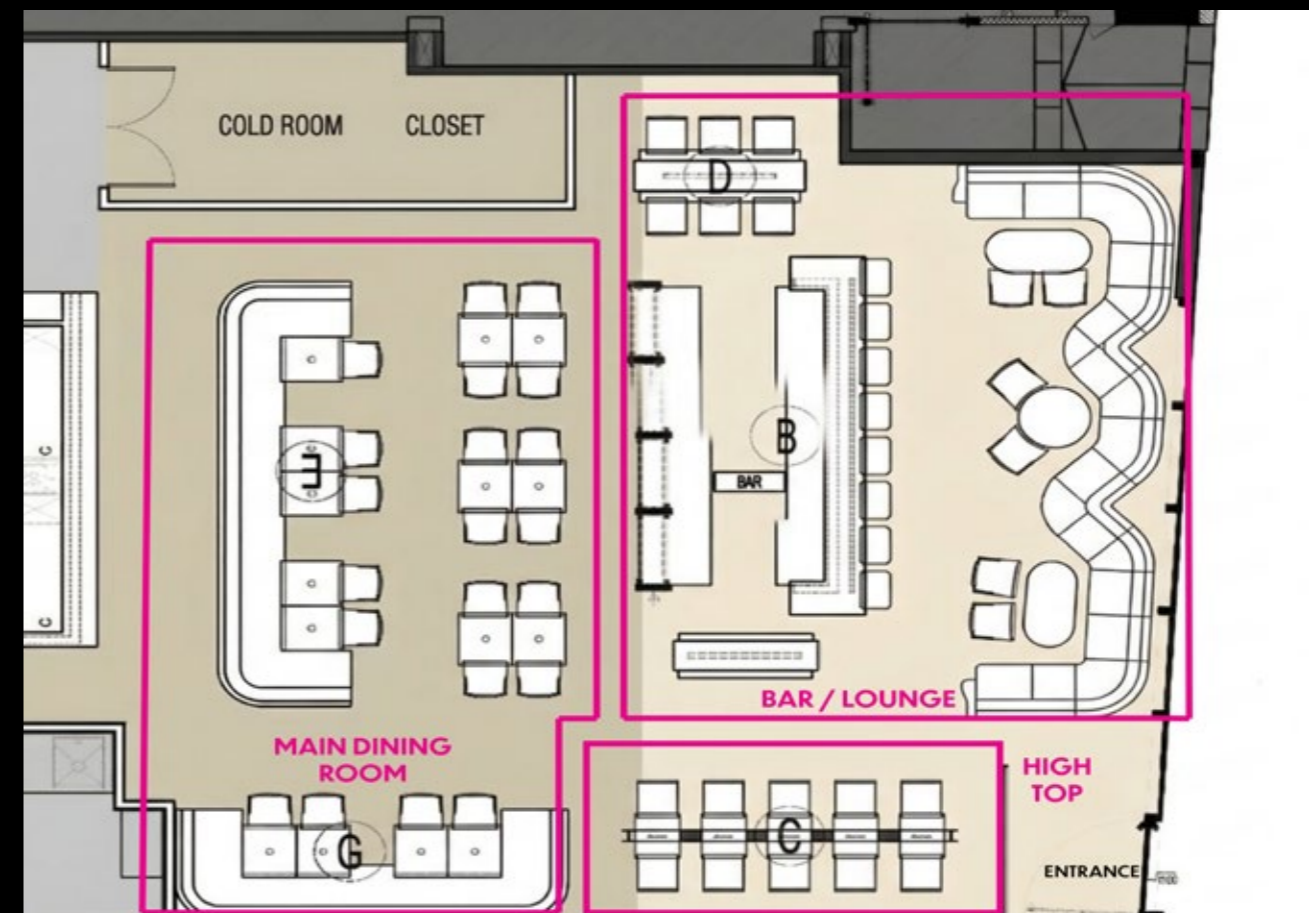 COLD ROOM
CLOSET
D
B
E
BAR
C
C
BAR / LOUNGE
MAIN DINING
ROOM
HIGH
TOP
G
C
ENTRANCE